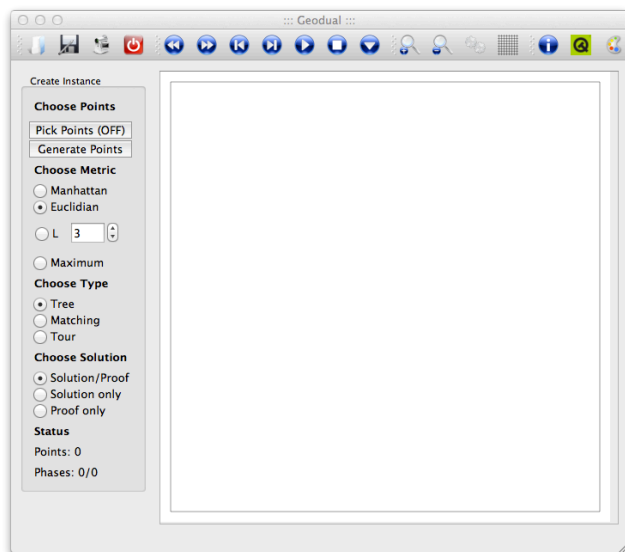 ::: Geodual :::
Create Instance
Choose Points
Pick Points (OFF)
Generate Points
Choose Metric
Manhattan
Euclidian
L 3
Maximum
Choose Type
Tree
Matching
Tour
Choose Solution
Solution/Proof
Solution only
Proof only
Status
Points: 0
Phases: 0/0